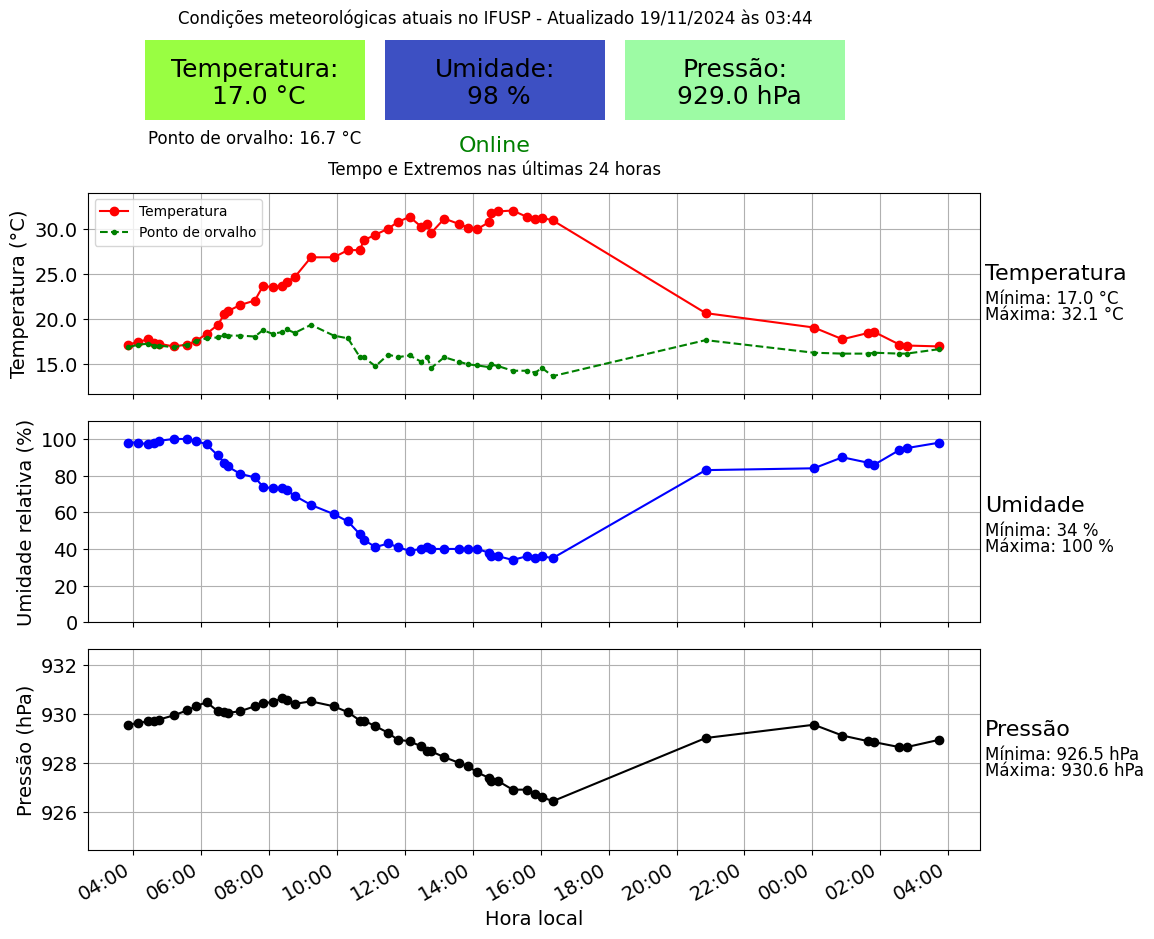 Condições meteorológicas atuais no IFUSP - Atualizado 19/11/2024 às 03:44
Temperatura:
17.0 °C
Umidade:
98 %
Pressão:
929.0 hPa
Ponto de orvalho: 16.7 °C
Online
Tempo e Extremos nas últimas 24 horas
Temperatura (°C)
30.0
25.0
20.0
15.0
Temperatura
Ponto de orvalho
Temperatura
Mínima: 17.0 °C
Máxima: 32.1 °C
Umidade relativa (%)
100
80
60
40
20
0
Umidade
Mínima: 34 %
Máxima: 100 %
Pressão (hPa)
932
930
928
926
Pressão
Mínima: 926.5 hPa
Máxima: 930.6 hPa
04:00
06:00
08:00
10:00
12:00
14:00
16:00
18:00
20:00
22:00
00:00
02:00
04:00
Hora local